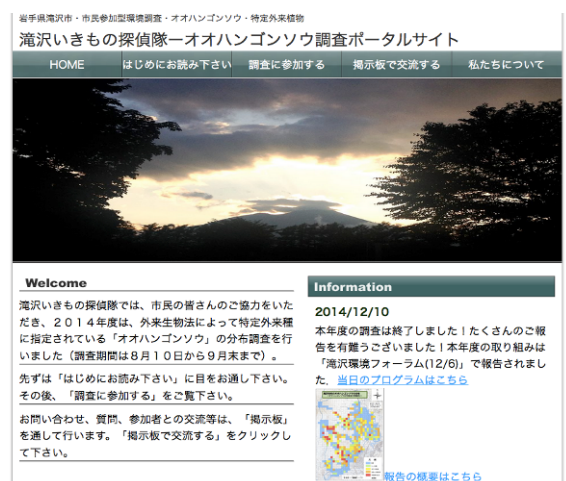 岩手県滝沢市・市民参加型環境調査・オオハンゴンソウ・特定外来植物
滝沢いきもの探偵隊ーオオハンゴンソウ調査ポータルサイト
HOME はじめにお読み下さい 調査に参加する 掲示板で交流する 私たちについて
Welcome
滝沢いきもの探偵隊では、市民の皆さんのご協力をいた
だき、２０１４年度は、外来生物法によって特定外来種
に指定されている「オオハンゴンソウ」の分布調査を行
いました（調査期間は８月１０日から９月末まで）。
先ずは「はじめにお読み下さい」に目をお通し下さい。
その後、「調査に参加する」をご覧下さい。
お問い合わせ、質問、参加者との交流等は、「掲示板」
を通して行います。「掲示板で交流する」をクリックし
て下さい。
Information
2014/12/10
本年度の調査は終了しました！たくさんのご報
告を有難うございました！本年度の取り組みは
「滝沢環境フォーラム(12/6)」で報告されまし
た。当日のプログラムはこちら
報告の概要はこちら